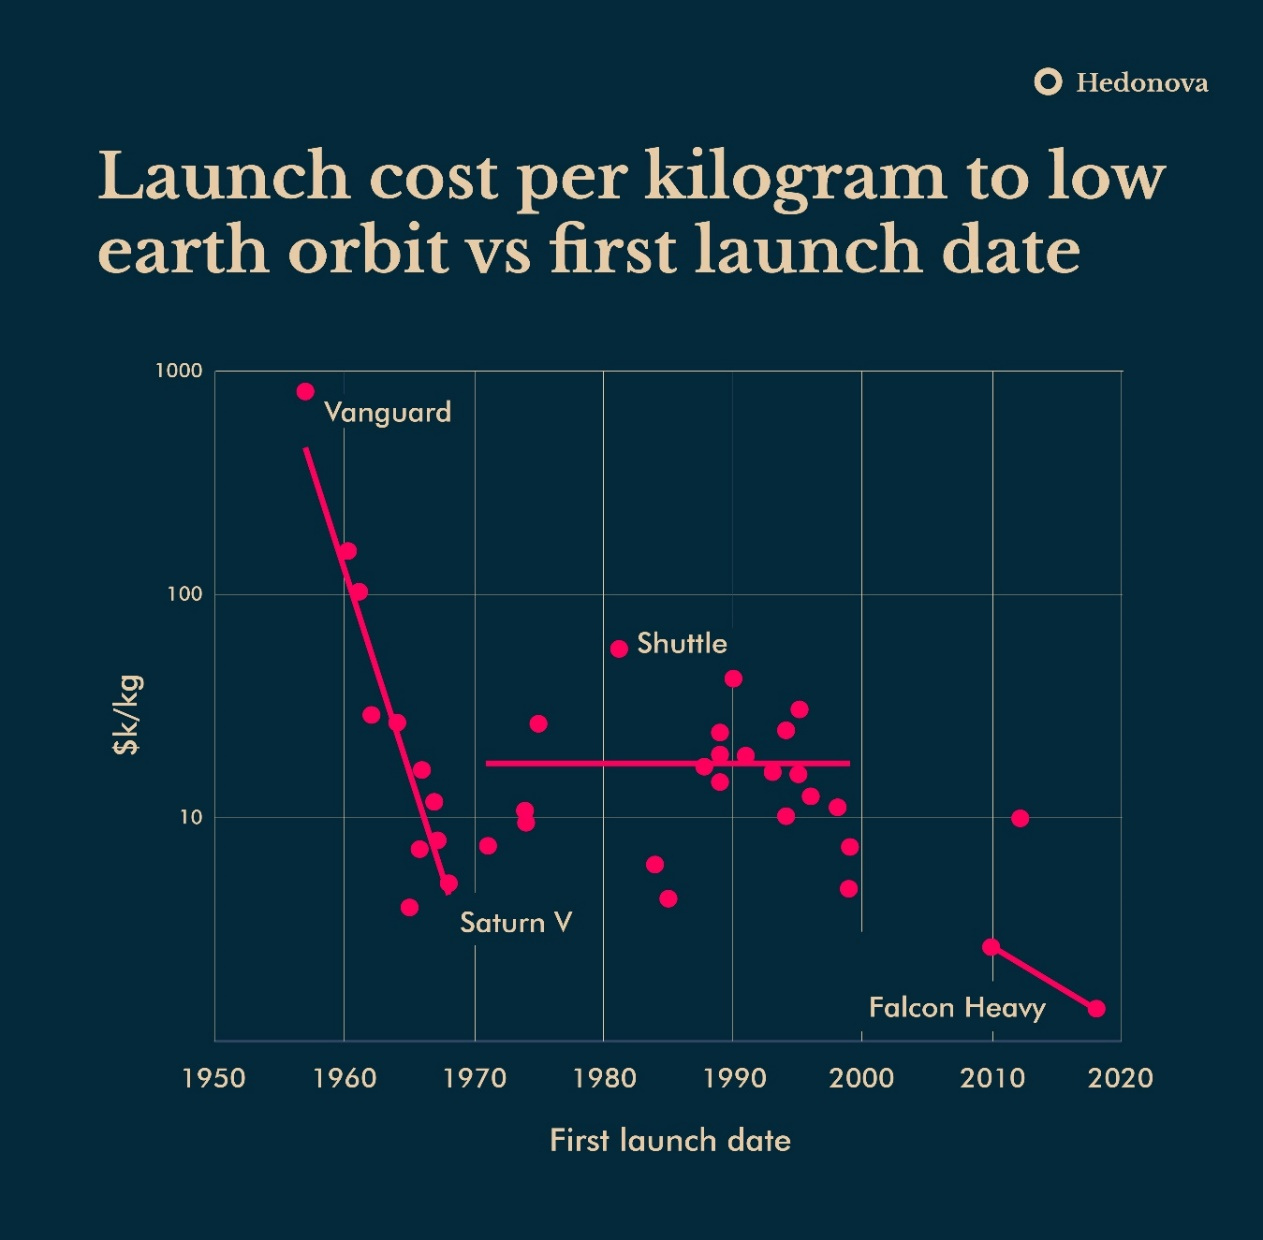 Hedonova
Launch cost per kilogram to low
earth orbit vs first launch date
1000
Vanguard
100
Shuttle
$k/kg
10
Saturn V
Falcon Heavy
1950 1960 1970 1980 1990 2000 2010 2020
First launch date